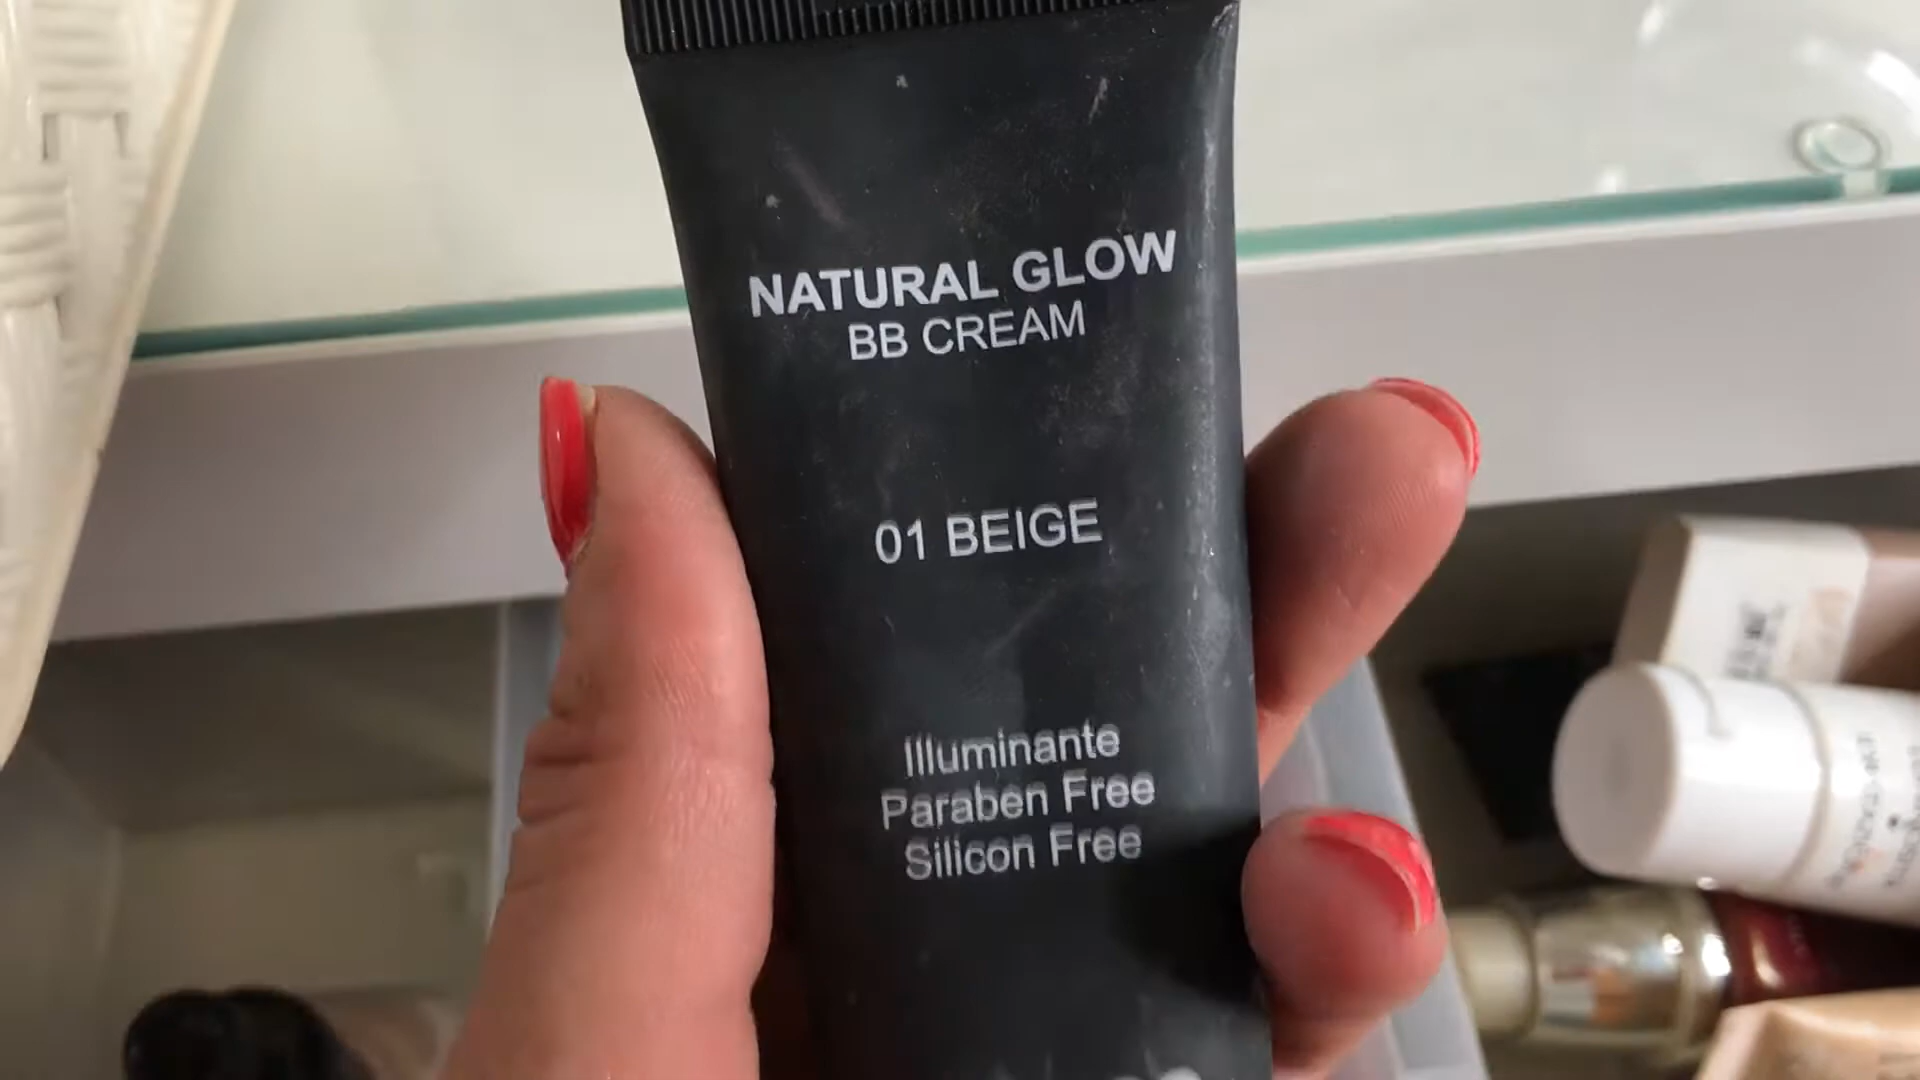 NATURAL GLOW
BB CREAM
01 BEIGE
Illuminante
Paraben Free
Silicon Free